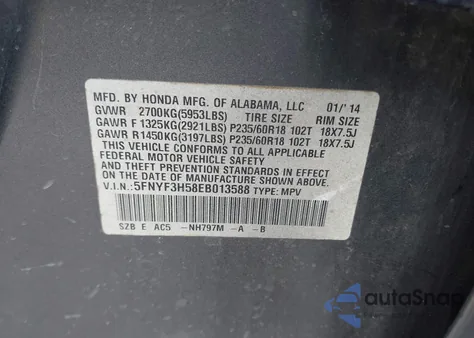 MFD. BY HONDA MFG. OF ALABAMA, LLC 01/'14
GVWR 2700KG(5953LBS) TIRE SIZE RIM SIZE
GAWR F 1325KG(2921LBS) P235/60R18 102T 18X7.5J
GAWR R 1450KG(3197LBS) P235/60R18 102T 18X7.5J
THIS VEHICLE CONFORMS TO ALL APPLICABLE
FEDERAL MOTOR VEHICLE SAFETY, BUMPER,
AND THEFT PREVENTION STANDARDS IN EFFECT
ON THE DATE OF MANUFACTURE SHOWN ABOVE.
V.I.N: 5FNYF3H58EB013588 TYPE: MPV
SZB E AC5 -NH797M -A -B
autoSnap